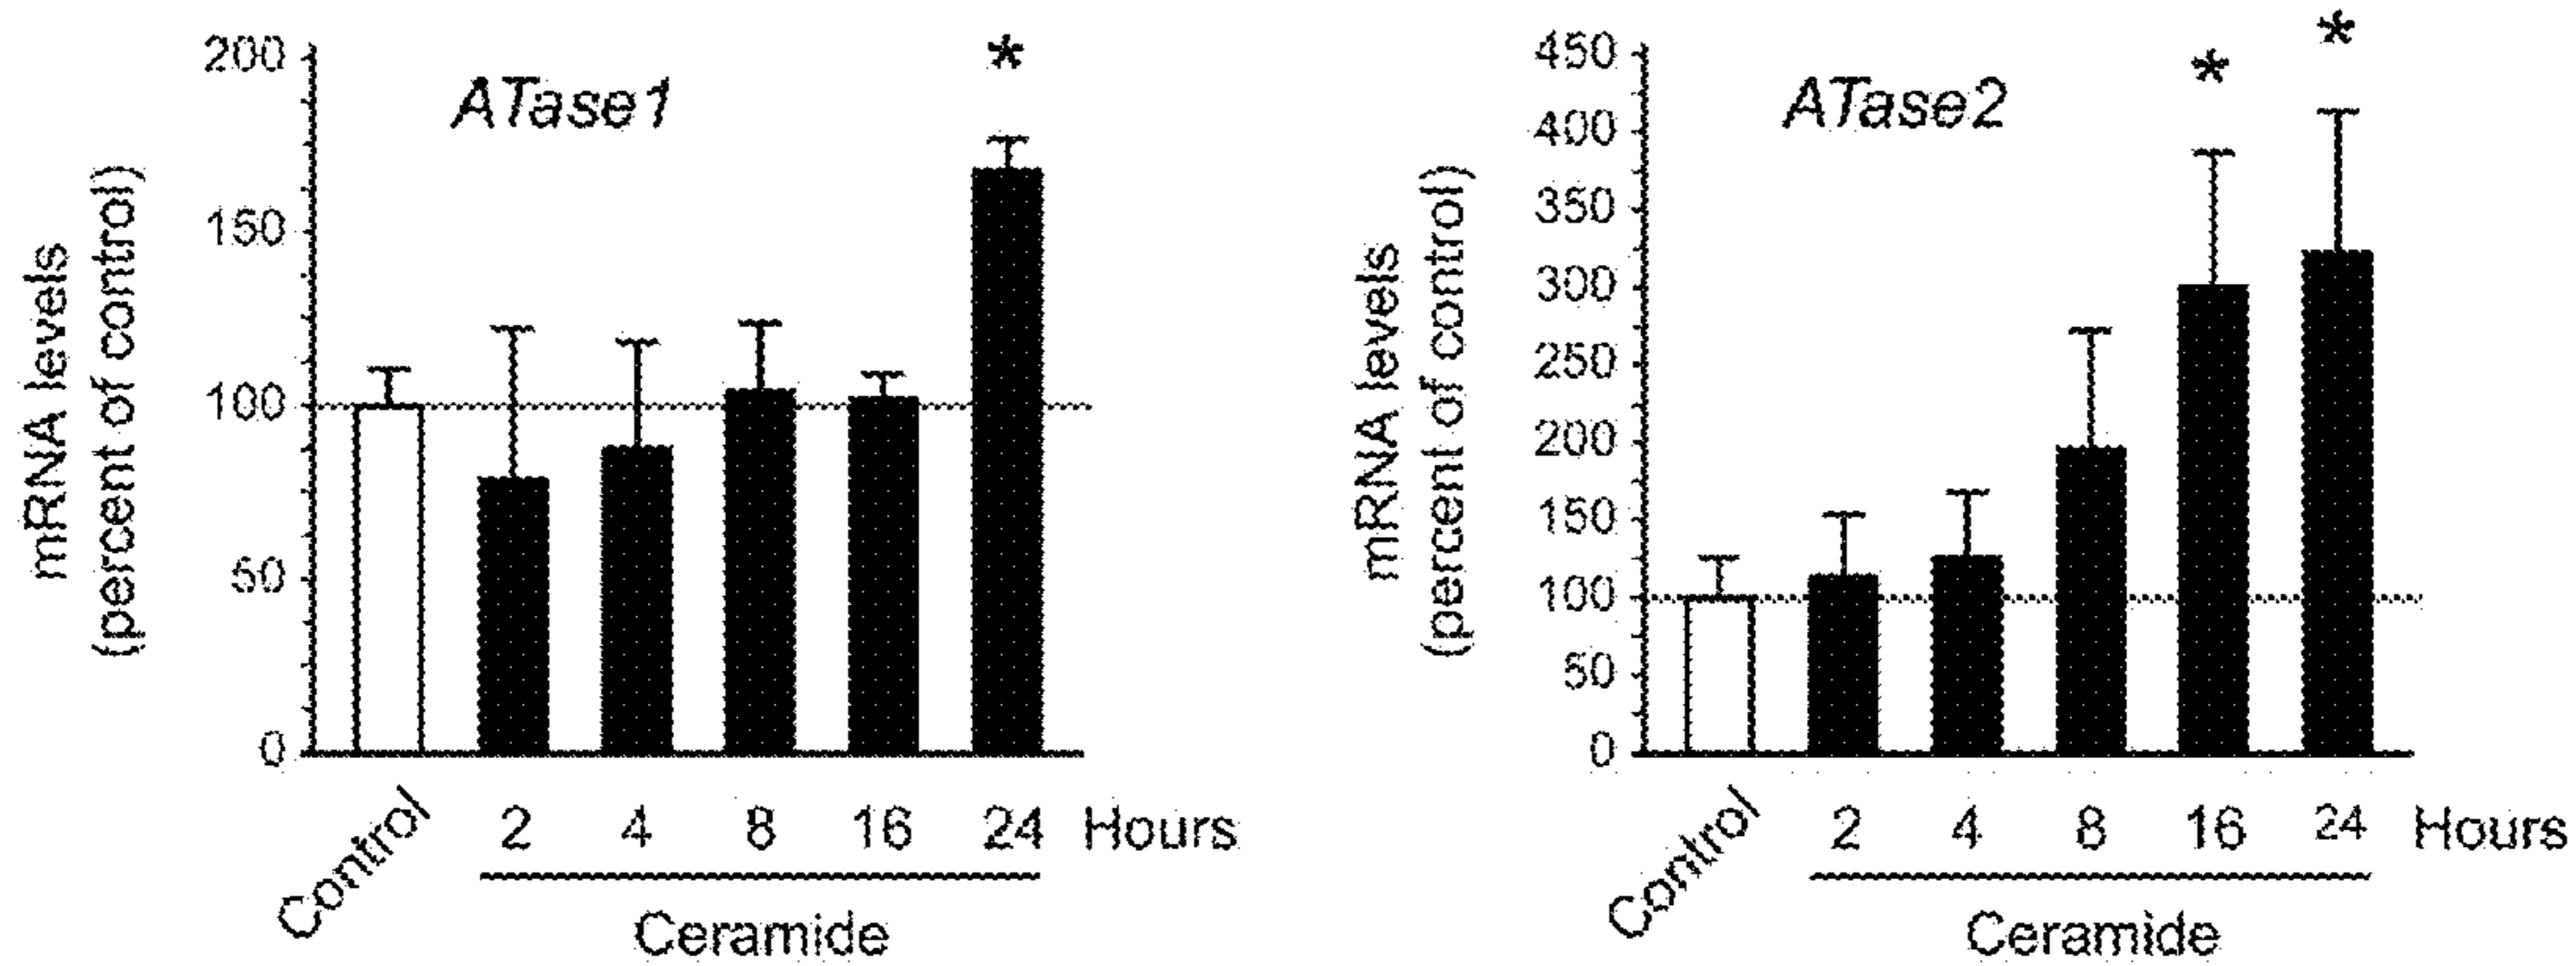 ATase1
mRNA levels
(percent of control)
200
150
100
50
0
*
Control
2 4 8 16 24 Hours
Ceramide
ATase2
mRNA levels
(percent of control)
450
400
350
300
250
200
150
100
50
0
* *
Control
2 4 8 16 24 Hours
Ceramide